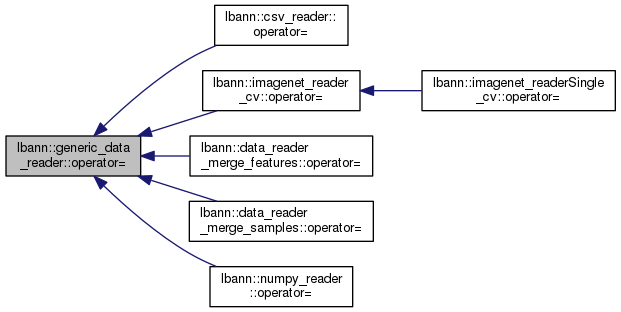 lbann::csv_reader::
operator=
lbann::imagenet_reader
_cv::operator=
lbann::imagenet_readerSingle
_cv::operator=
lbann::generic_data
_reader::operator=
lbann::data_reader
_merge_features::operator=
lbann::data_reader
_merge_samples::operator=
lbann::numpy_reader
::operator=